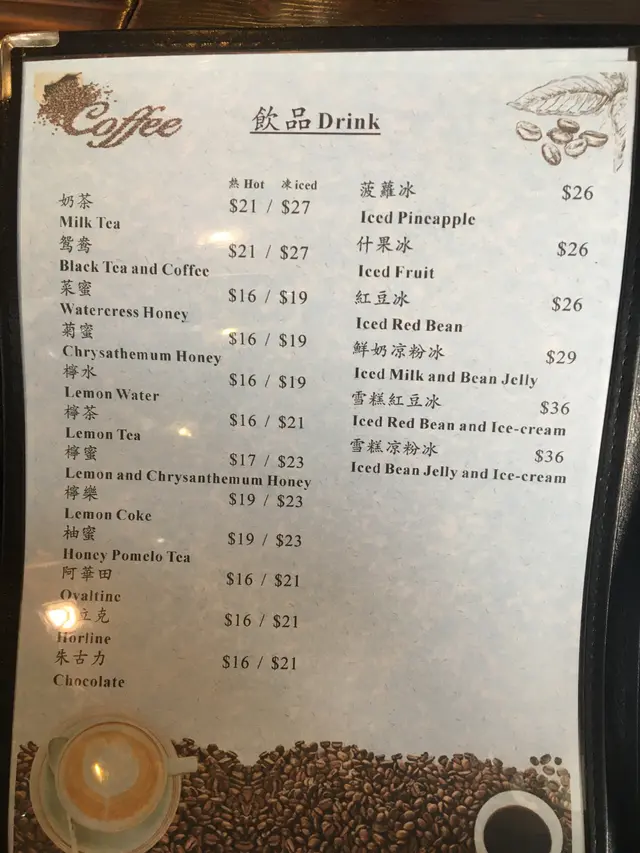 Coffee
飲品 Drink
熱 Hot 凍 iced
奶茶 $21 / $27
Milk Tea
鴛鴦 $21 / $27
Black Tea and Coffee
菜蜜 $16 / $19
Watercress Honey
菊蜜 $16 / $19
Chrysathemum Honey
檸水 $16 / $19
Lemon Water
檸茶 $16 / $21
Lemon Tea
檸蜜 $17 / $23
Lemon and Chrysanthemum Honey
檸樂 $19 / $23
Lemon Coke
柚蜜 $19 / $23
Honey Pomelo Tea
阿華田 $16 / $21
Ovaltine
立克 $16 / $21
Horline
朱古力 $16 / $21
Chocolate
菠蘿冰 $26
Iced Pineapple
什果冰 $26
Iced Fruit
紅豆冰 $26
Iced Red Bean
鮮奶凉粉冰 $29
Iced Milk and Bean Jelly
雪糕紅豆冰 $36
Iced Red Bean and Ice-cream
雪糕凉粉冰 $36
Iced Bean Jelly and Ice-cream